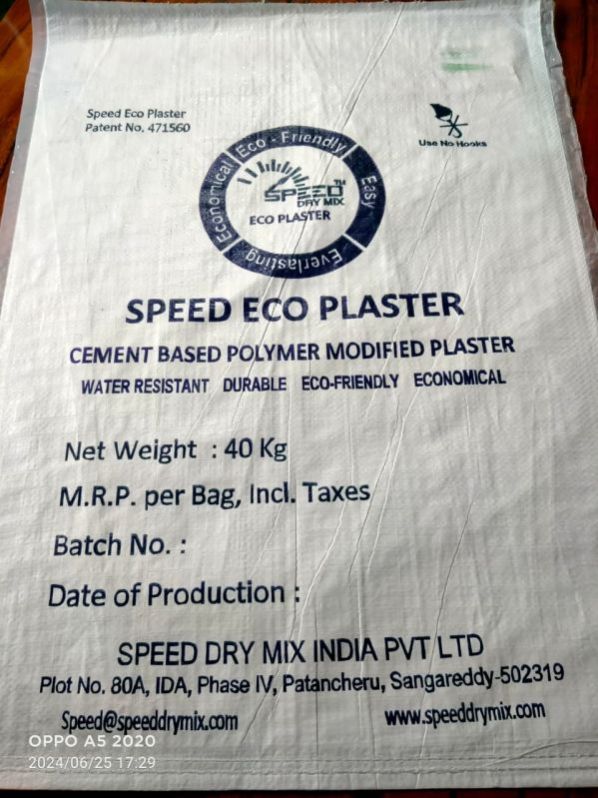 Speed Eco Plaster
Patent No. 471560
Use No Hooks
Economical
Eco - Friendly
Easy
Everlasting
SPEED TM
DRY MIX
ECO PLASTER
SPEED ECO PLASTER
CEMENT BASED POLYMER MODIFIED PLASTER
WATER RESISTANT DURABLE ECO-FRIENDLY ECONOMICAL
Net Weight : 40 Kg
M.R.P. per Bag, Incl. Taxes
Batch No. :
Date of Production :
SPEED DRY MIX INDIA PVT LTD
Plot No. 80A, IDA, Phase IV, Patancheru, Sangareddy-502319
Speed@speeddrymix.com
www.speeddrymix.com
OPPO A5 2020
2024/06/25 17:29